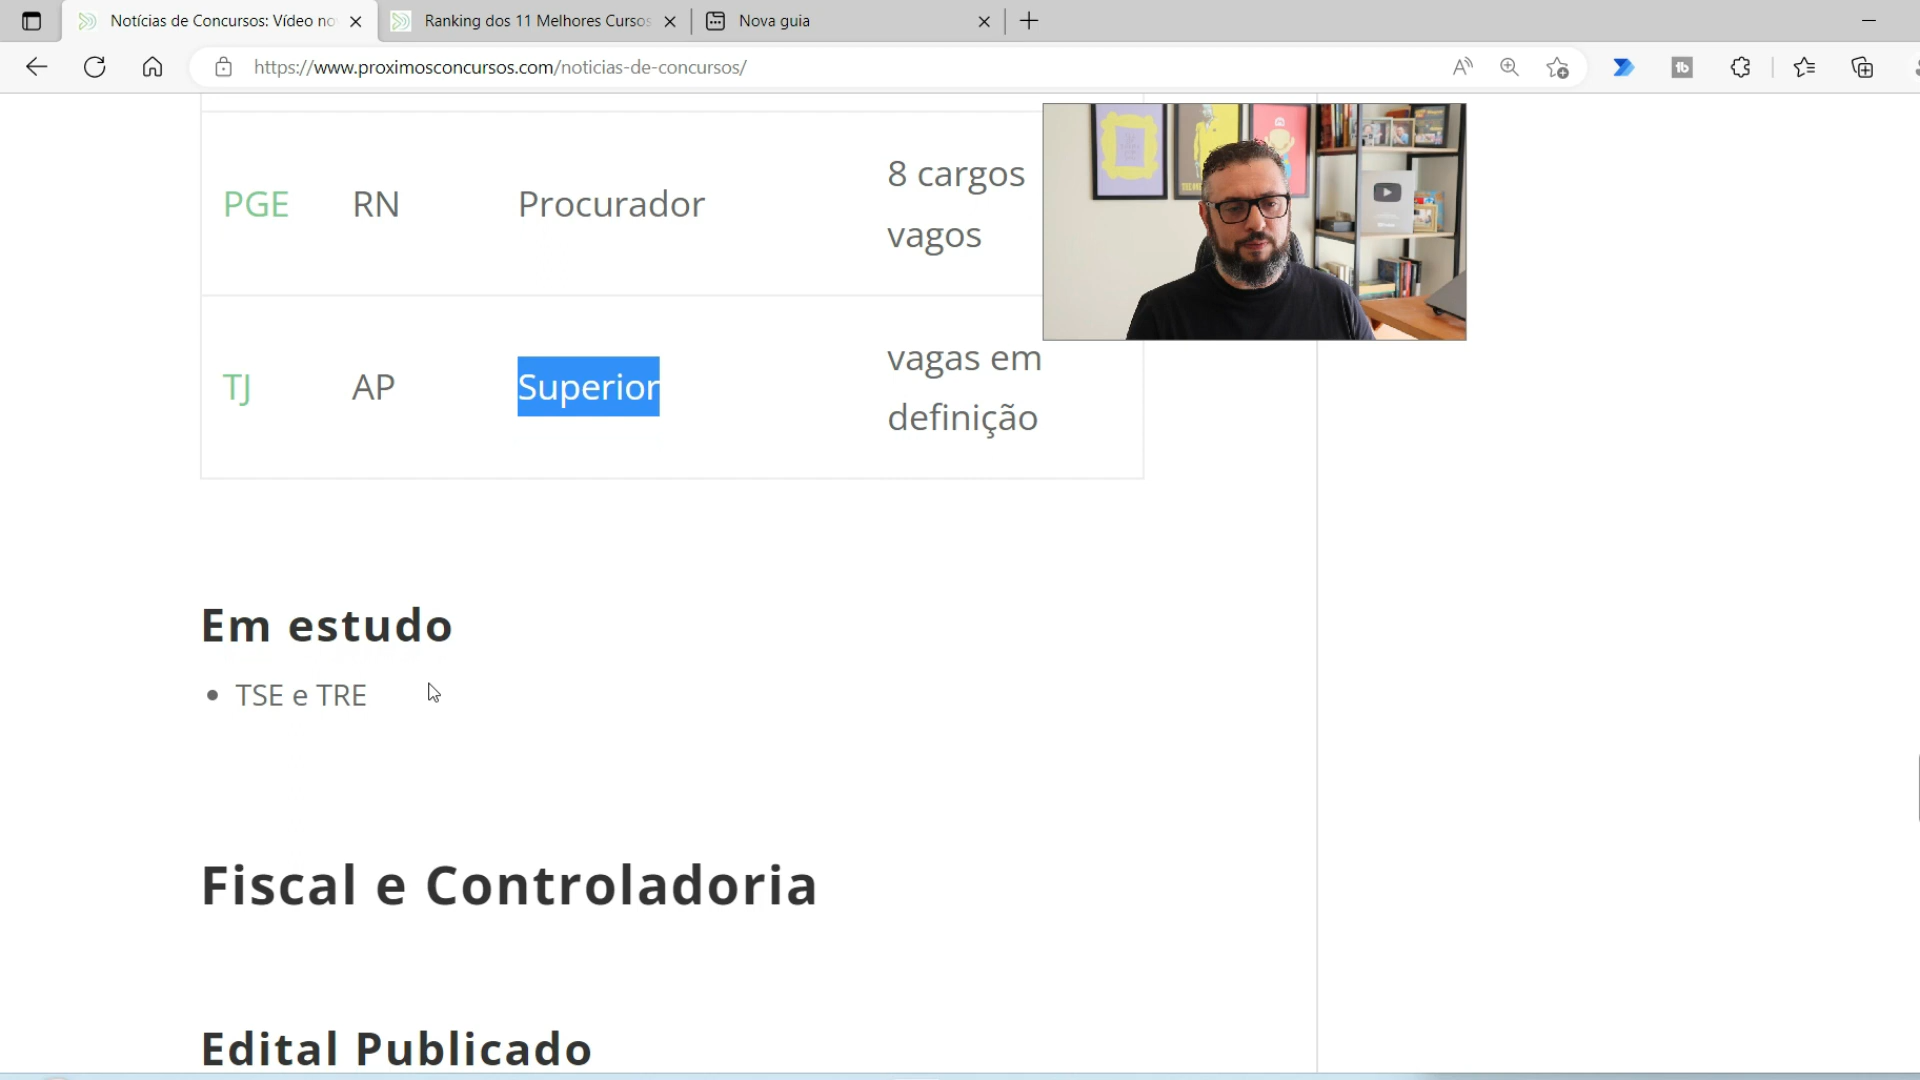 Notícias de Concursos: Vídeo no
Ranking dos 11 Melhores Cursos
Nova guia
https://www.proximosconcursos.com/noticias-de-concursos/
PGE
RN
Procurador
8 cargos
vagos
TJ
AP
Superior
vagas em
definição
Em estudo
• TSE e TRE
Fiscal e Controladoria
Edital Publicado